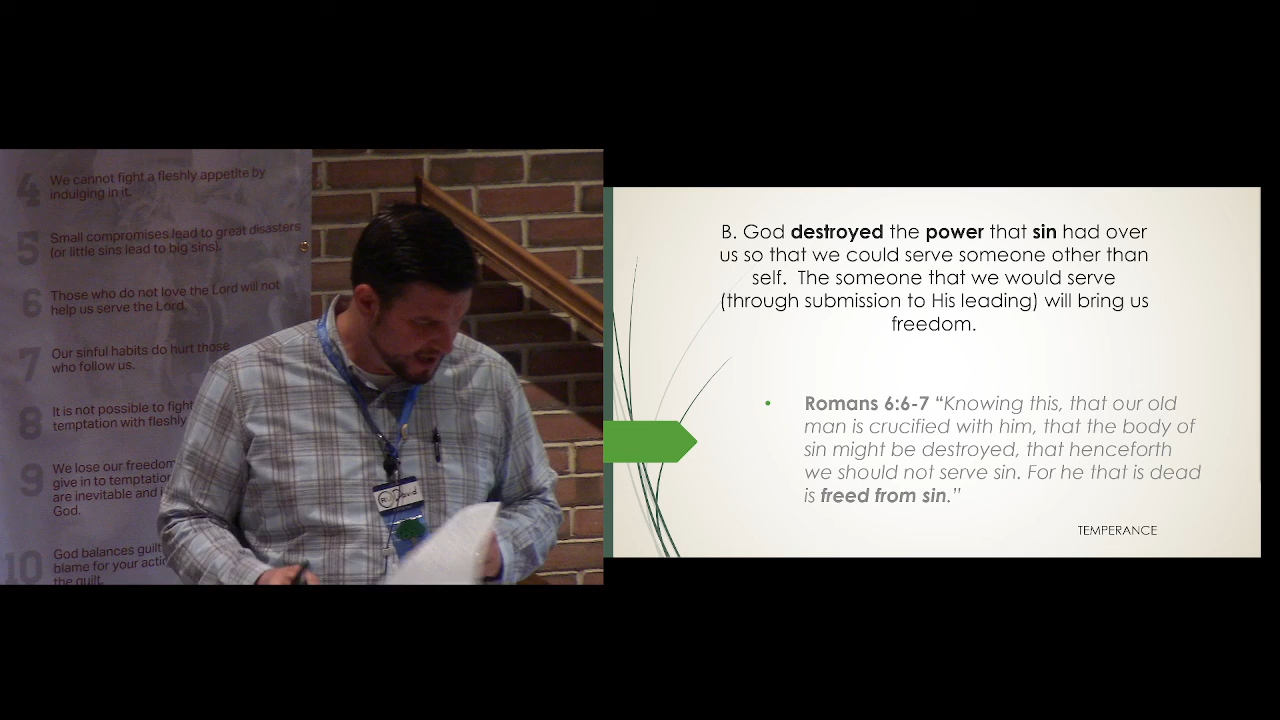 4 We cannot fight a fleshly appetite by
indulging in it.
5 Small compromises lead to great disasters
(or little sins lead to big sins).
6 Those who do not love the Lord will not
help us serve the Lord.
7 Our sinful habits do hurt those
who follow us.
8 It is not possible to fight
temptation with fleshly
9 We lose our freedom
give in to temptation
are inevitable and
God.
10 God balances guilt
blame for your
the guilt.
David
B. God destroyed the power that sin had over
us so that we could serve someone other than
self. The someone that we would serve
(through submission to His leading) will bring us
freedom.
• Romans 6:6-7 “Knowing this, that our old
man is crucified with him, that the body of
sin might be destroyed, that henceforth
we should not serve sin. For he that is dead
is freed from sin.”
TEMPERANCE